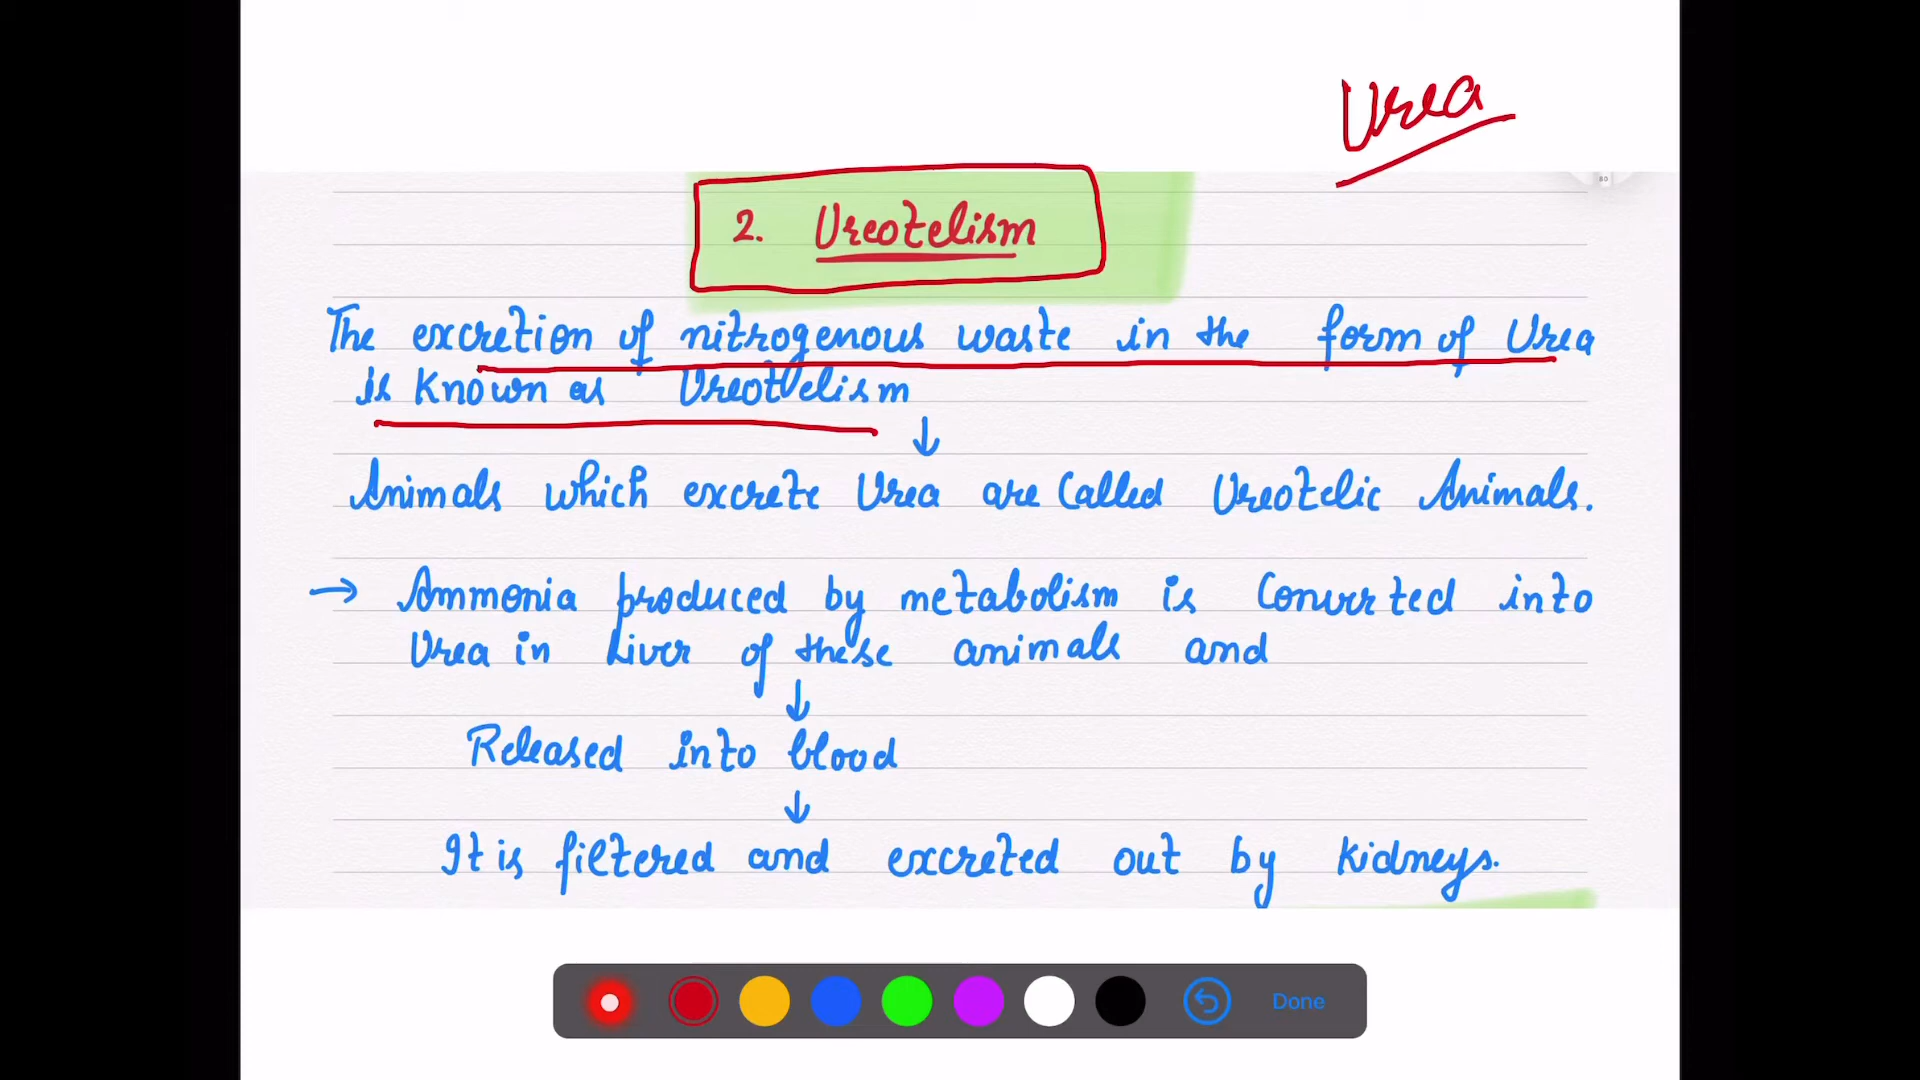 Urea
2. Ureotelism
The excretion of nitrogenous waste in the form of Urea
is known as Ureotelism
↓
Animals which excrete Urea are called Ureotelic Animals.
→ Ammonia produced by metabolism is Converted into
Urea in Liver of these animals and
↓
Released into blood
↓
It is filtered and excreted out by kidneys.
Done